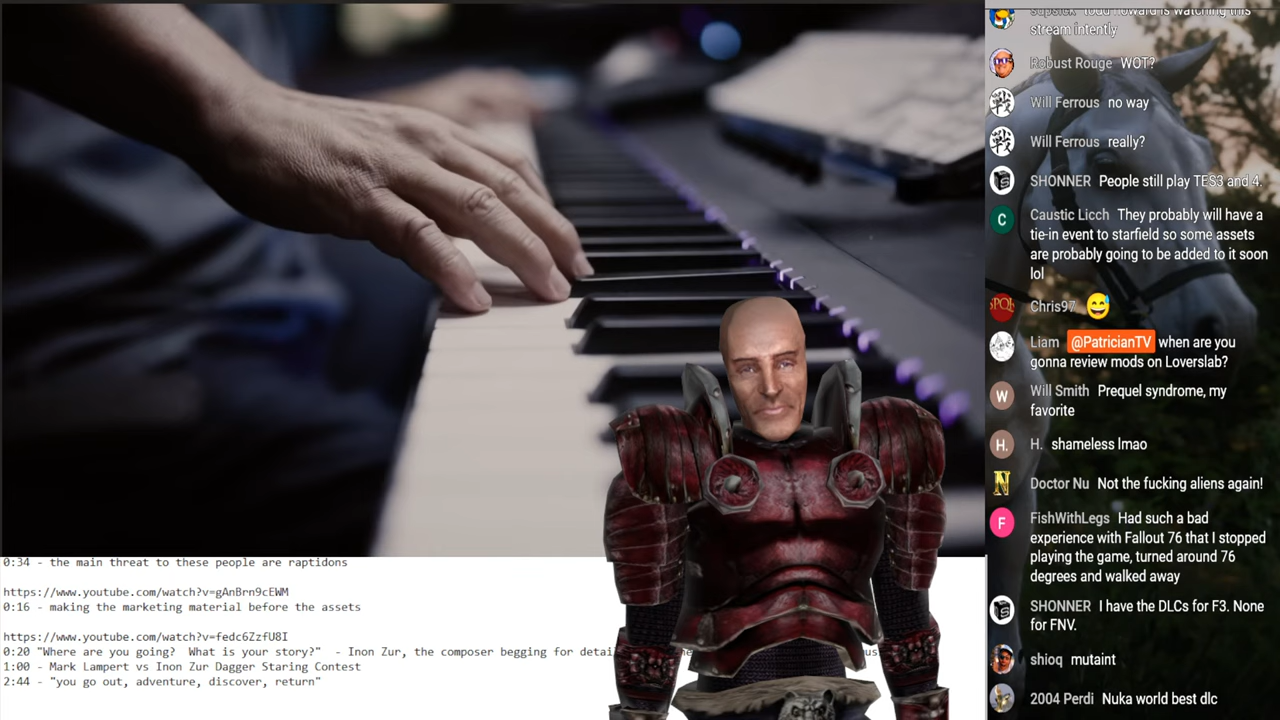 0:34 - the main threat to these people are raptidons
https://www.youtube.com/watch?v=gAnBrn9cEWM
0:16 - making the marketing material before the assets
https://www.youtube.com/watch?v=fedc6ZzfU8I
0:20 "Where are you going? What is your story?" - Inon Zur, the composer begging for detai
1:00 - Mark Lampert vs Inon Zur Dagger Staring Contest
2:44 - "you go out, adventure, discover, return"
supsick todd howard is watching this
stream intently
Robust Rouge WOT?
Will Ferrous no way
Will Ferrous really?
SHONNER People still play TES3 and 4.
Caustic Licch They probably will have a
tie-in event to starfield so some assets
are probably going to be added to it soon
lol
Chris97
Liam @PatricianTV when are you
gonna review mods on Loverslab?
Will Smith Prequel syndrome, my
favorite
H. shameless lmao
Doctor Nu Not the fucking aliens again!
FishWithLegs Had such a bad
experience with Fallout 76 that I stopped
playing the game, turned around 76
degrees and walked away
SHONNER I have the DLCs for F3. None
for FNV.
shioq mutaint
2004 Perdi Nuka world best dlc